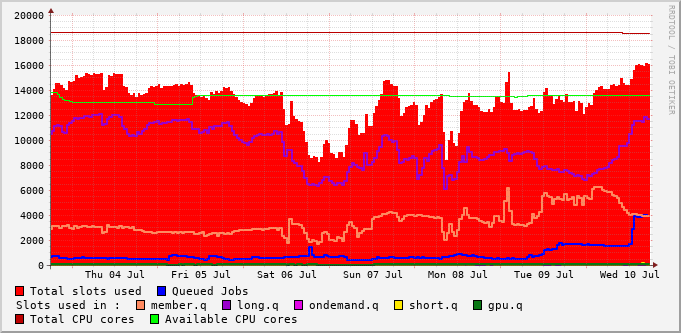 20000
18000
16000
14000
12000
10000
8000
6000
4000
2000
0
Thu 04 Jul Fri 05 Jul Sat 06 Jul Sun 07 Jul Mon 08 Jul Tue 09 Jul Wed 10 Jul
Total slots used Queued Jobs
Slots used in : member.q long.q ondemand.q short.q gpu.q
Total CPU cores Available CPU cores
RRDTOOL / TOBI OETIKER